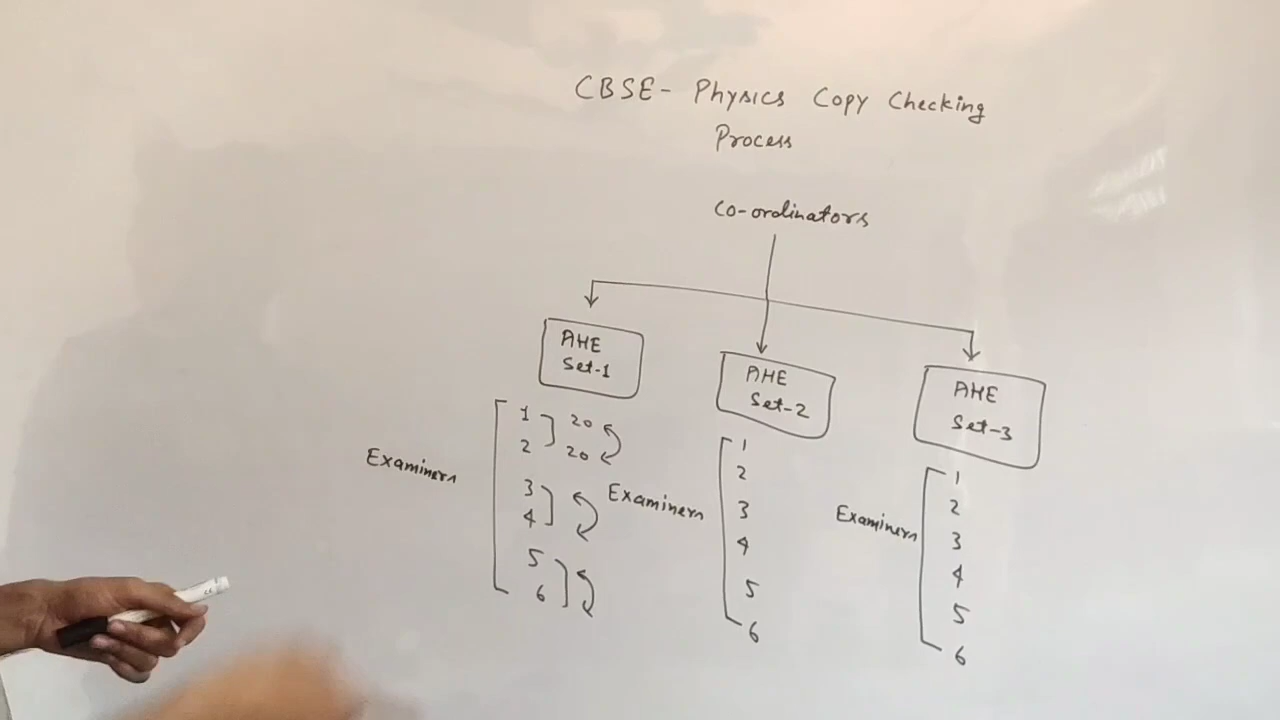 CBSE- Physics Copy Checking
Process
Co-ordinators
AHE
Set-1
AHE
Set-2
AHE
Set-3
Examiners
1
2
3
4
5
6
20
20
Examiners
1
2
3
4
5
6
Examiners
1
2
3
4
5
6